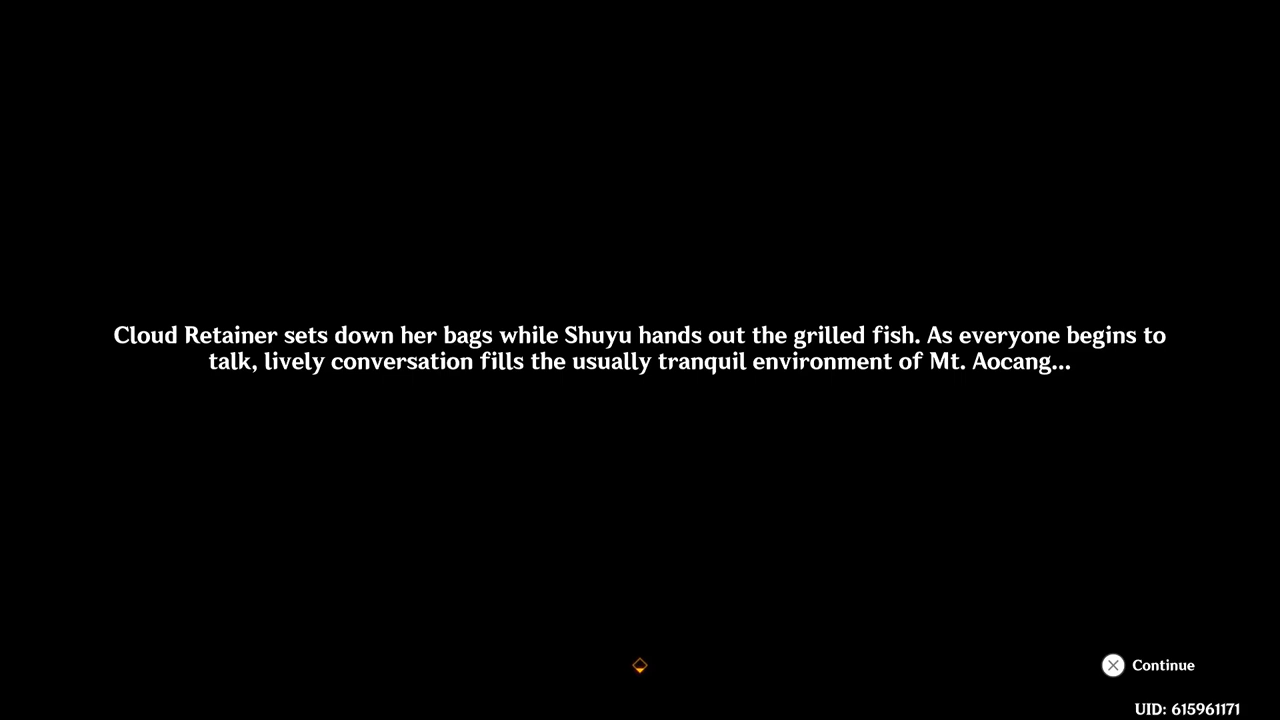 Cloud Retainer sets down her bags while Shuyu hands out the grilled fish. As everyone begins to
talk, lively conversation fills the usually tranquil environment of Mt. Aocang...
Continue
UID: 615961171